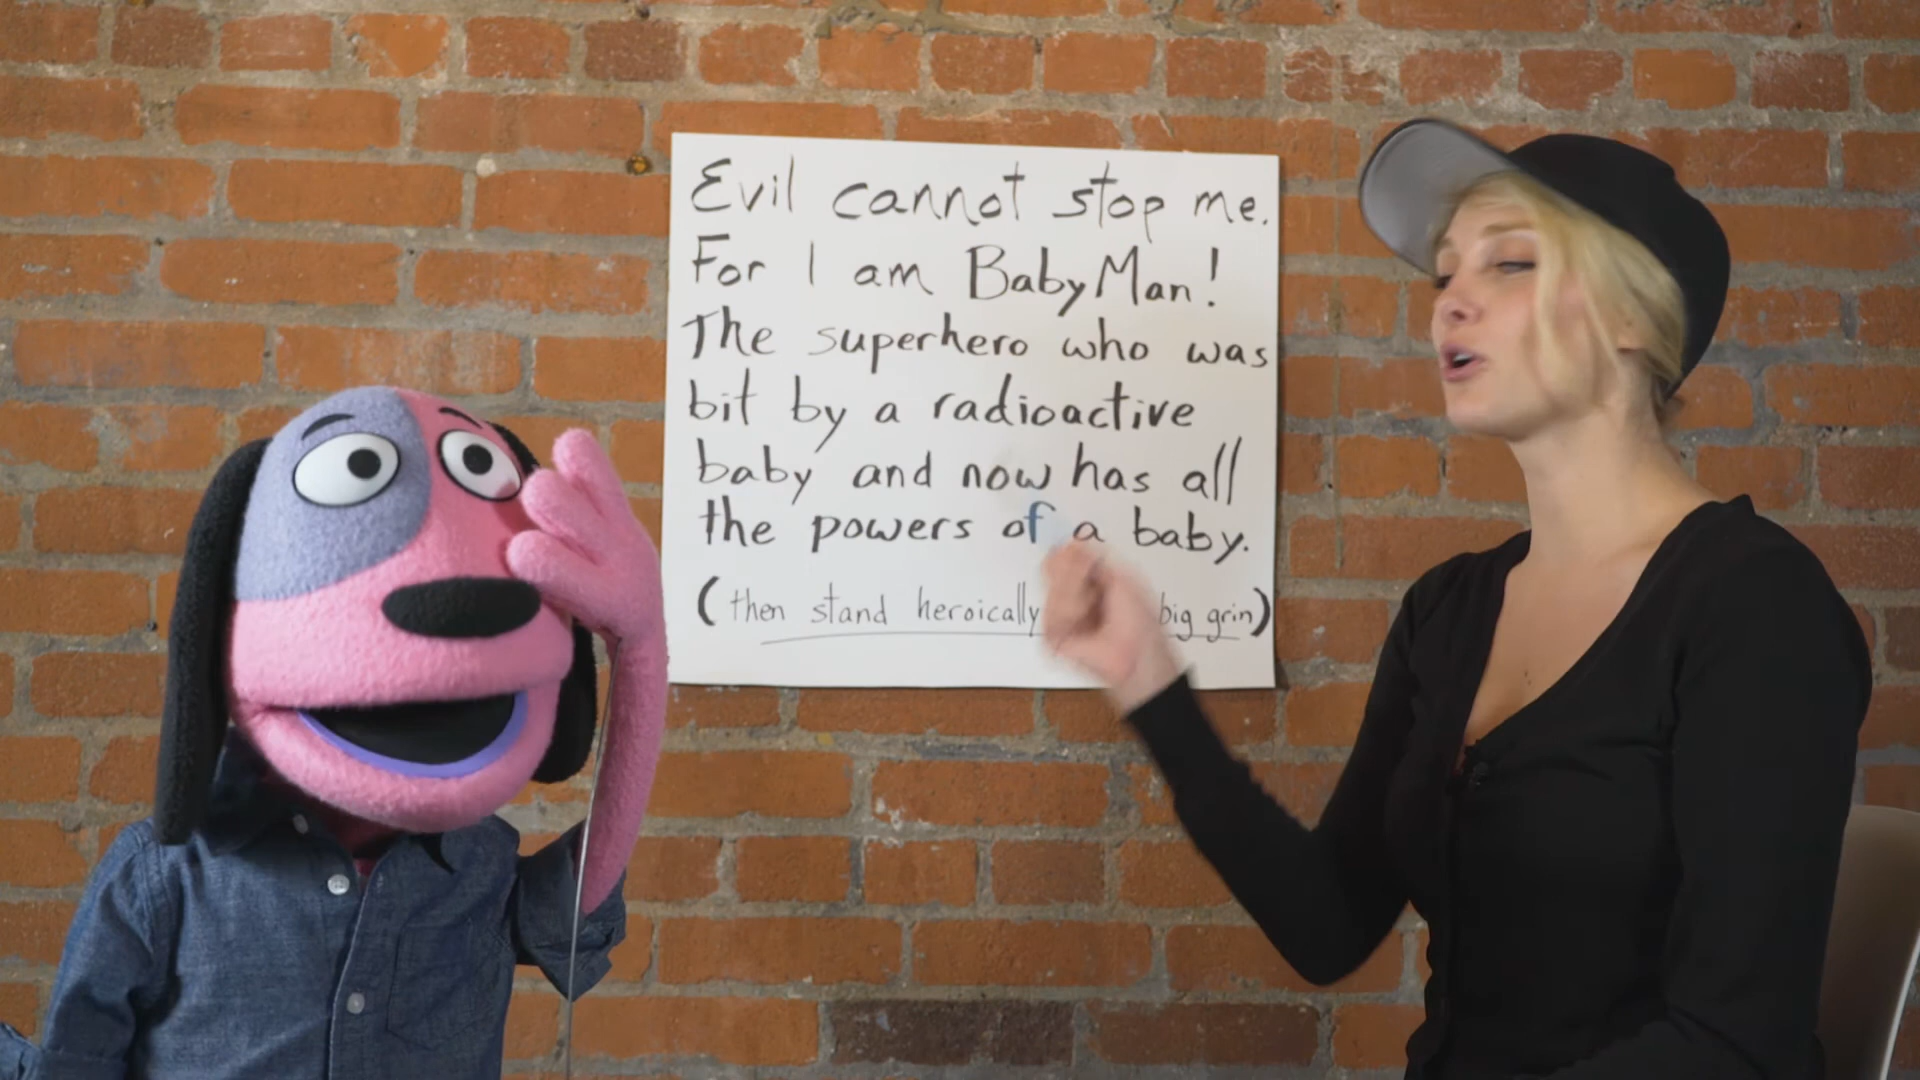 Evil cannot stop me.
For I am BabyMan!
The superhero who was
bit by a radioactive
baby and now has all
the powers of a baby.
(then stand heroically big grin)